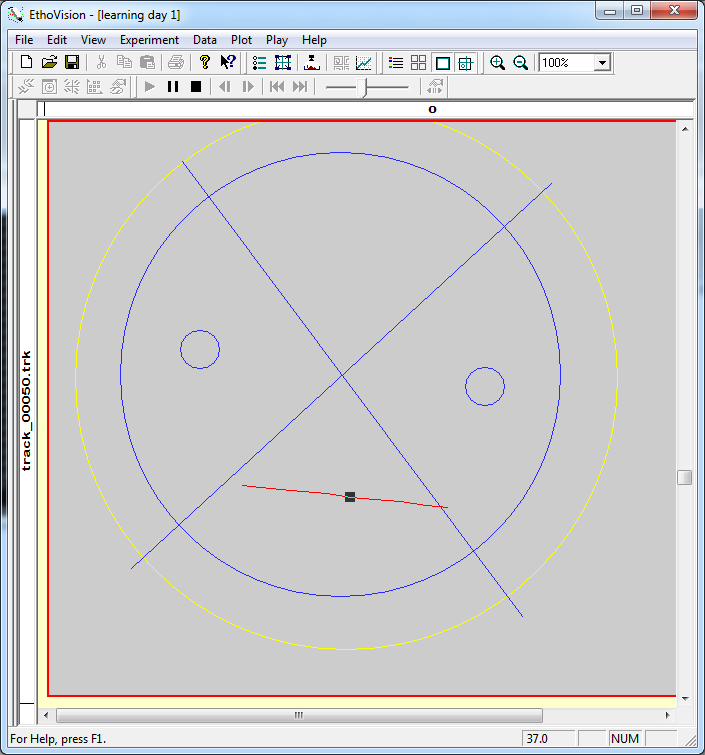 EthoVision - [learning day 1]
File Edit View Experiment Data Plot Play Help
100%
0
track_00050.trk
For Help, press F1. 37.0 NUM